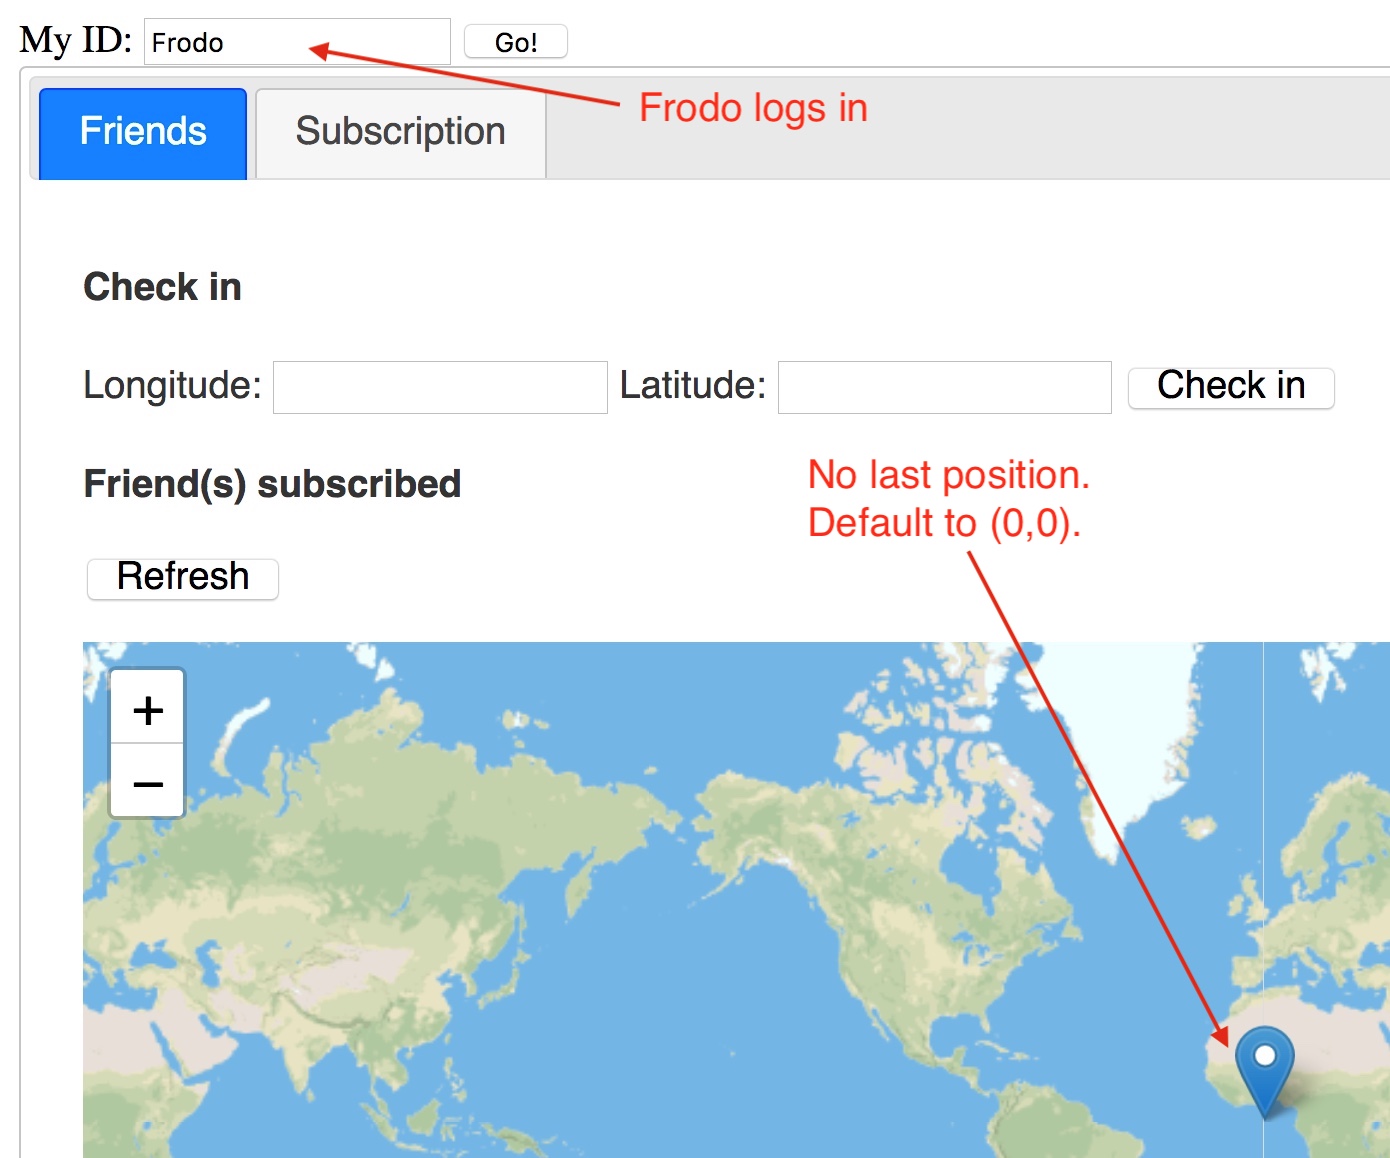 My ID: Frodo Go!
Frodo logs in
Friends Subscription
Check in
Longitude: Latitude: Check in
Friend(s) subscribed
No last position.
Default to (0,0).
Refresh
+
−